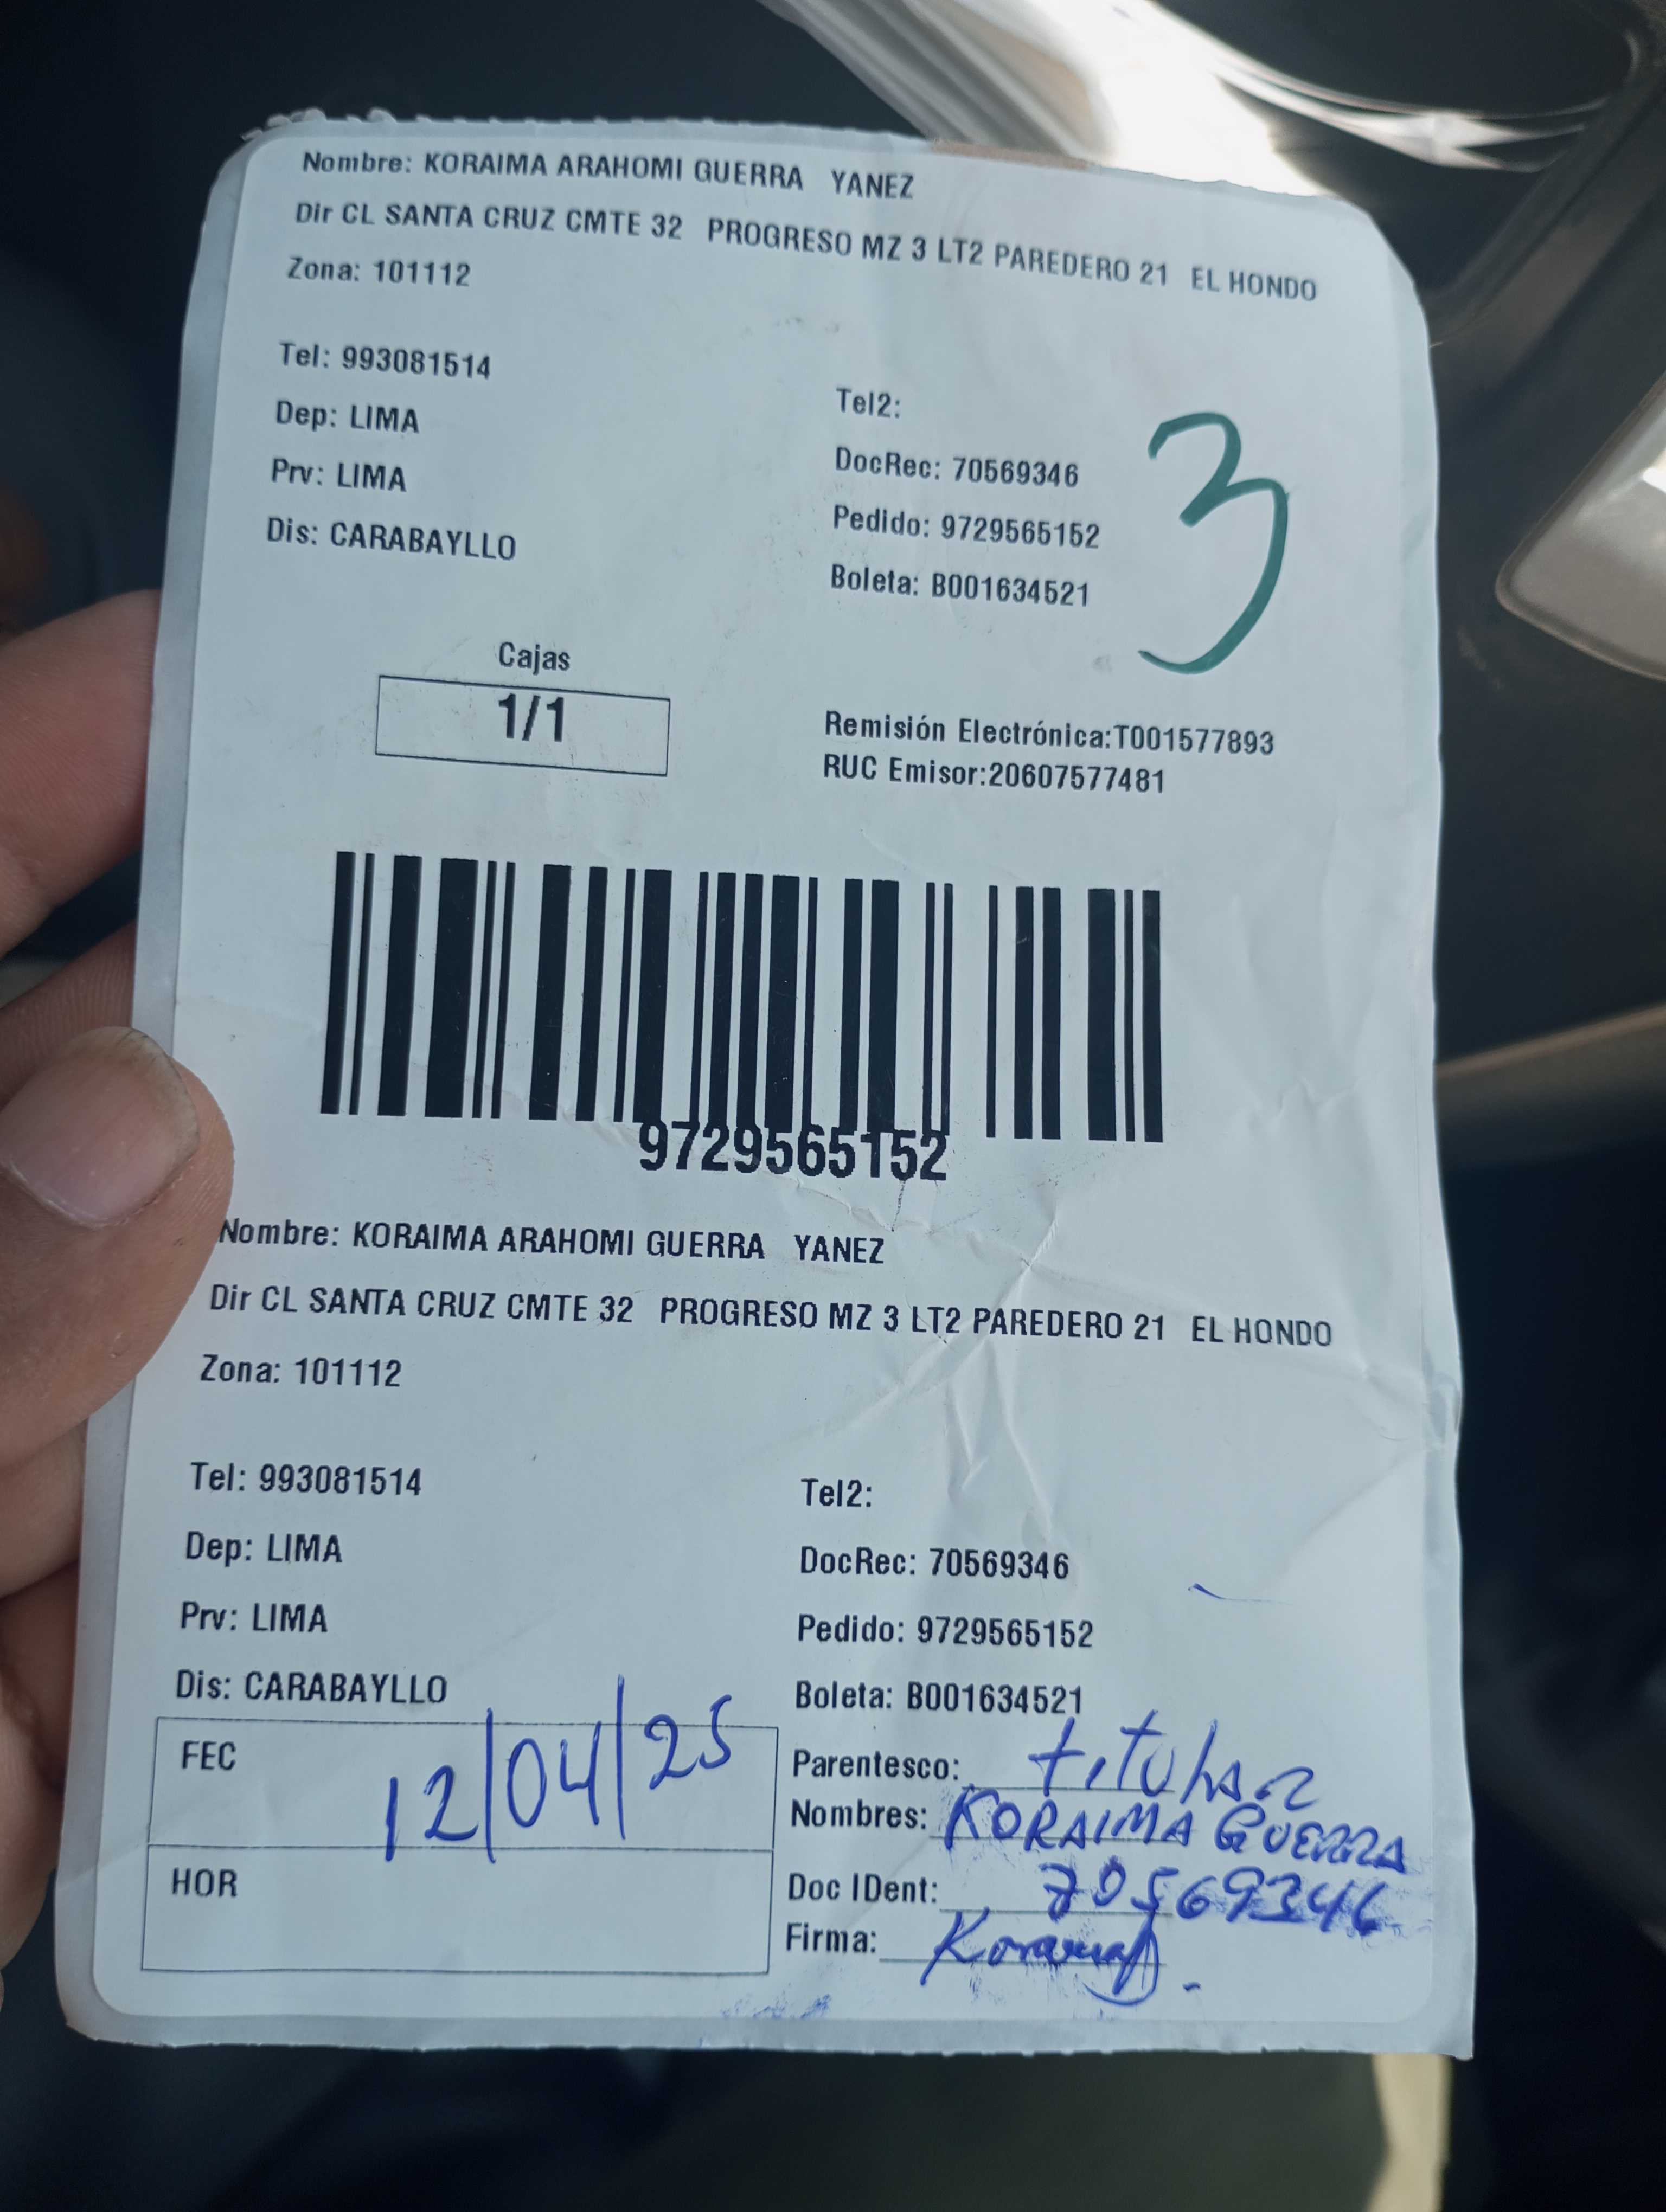 Nombre: KORAIMA ARAHOMI GUERRA YANEZ
Dir CL SANTA CRUZ CMTE 32 PROGRESO MZ 3 LT2 PAREDERO 21 EL HONDO
Zona: 101112
Tel: 993081514
Tel2:
Dep: LIMA
DocRec: 70569346
Prv: LIMA
Pedido: 9729565152
Dis: CARABAYLLO
Boleta: B001634521
3
Cajas
1/1
Remisión Electrónica:T001577893
RUC Emisor:20607577481
9729565152
Nombre: KORAIMA ARAHOMI GUERRA YANEZ
Dir CL SANTA CRUZ CMTE 32 PROGRESO MZ 3 LT2 PAREDERO 21 EL HONDO
Zona: 101112
Tel: 993081514
Tel2:
Dep: LIMA
DocRec: 70569346
Prv: LIMA
Pedido: 9729565152
Dis: CARABAYLLO
Boleta: B001634521
FEC 12/04/25
HOR
Parentesco: titular
Nombres: KORAIMA GUERRA
Doc IDent: 70569346
Firma: